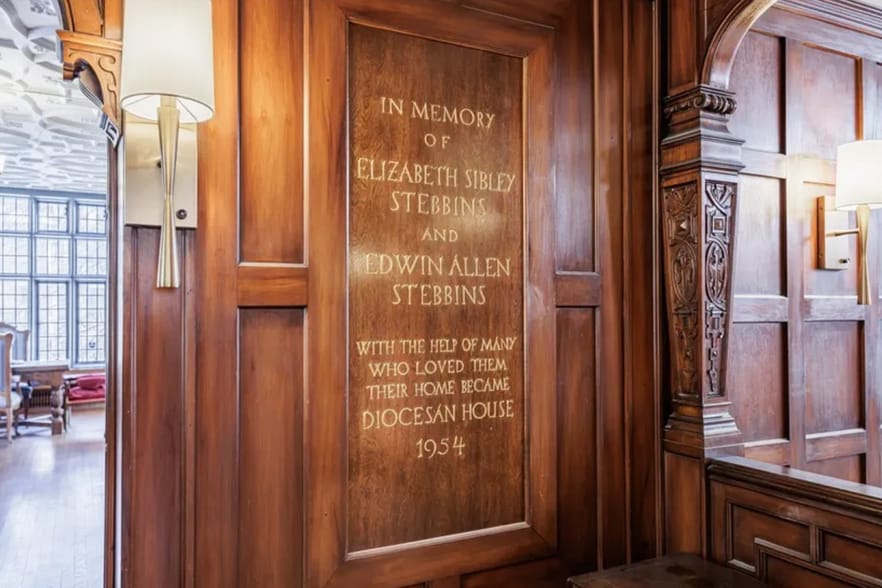 IN MEMORY
OF
ELIZABETH SIBLEY
STEBBINS
AND
EDWIN ALLEN
STEBBINS
WITH THE HELP OF MANY
WHO LOVED THEM
THEIR HOME BECAME
DIOCESAN HOUSE
1954